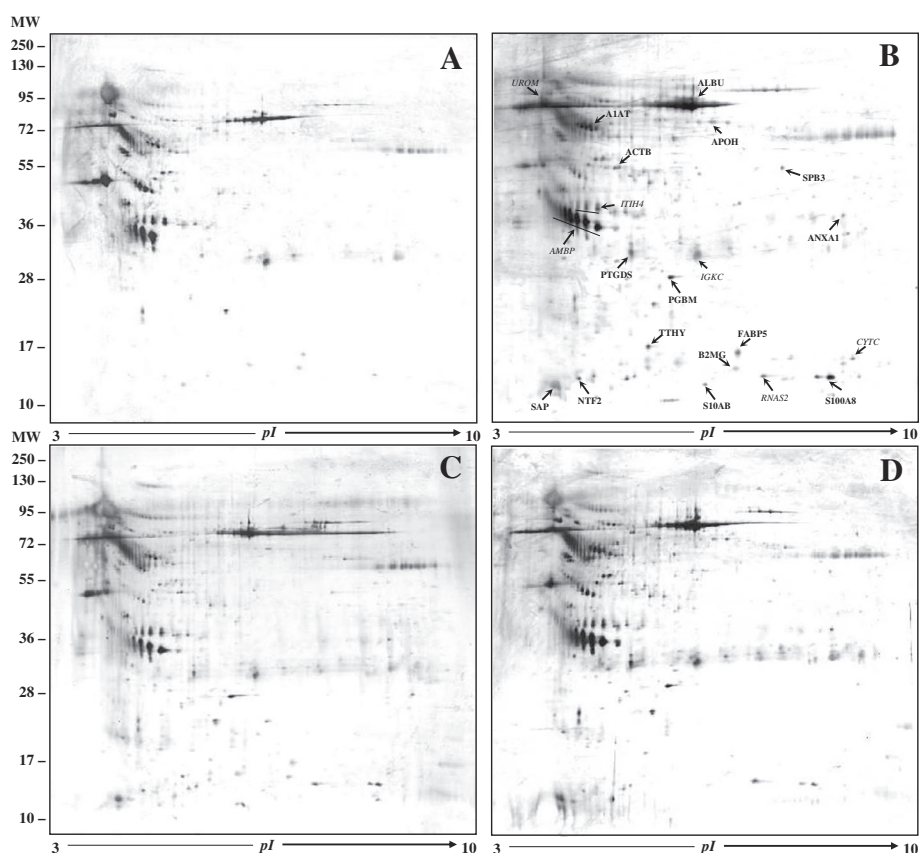 MW
250 –
130 –
95 –
72 –
55 –
36 –
28 –
17 –
10 –
A
3 pI 10
B
UROM
ALBU
A1AT
APOH
ACTB
SPB3
ITIH4
ANXA1
AMBP
PTGDS
IGKC
PGBM
TTHY
FABP5
CYTC
B2MG
SAP
NTF2
S10AB
RNAS2
S100A8
3 pI 10
MW
250 –
130 –
95 –
72 –
55 –
36 –
28 –
17 –
10 –
C
3 pI 10
D
3 pI 10